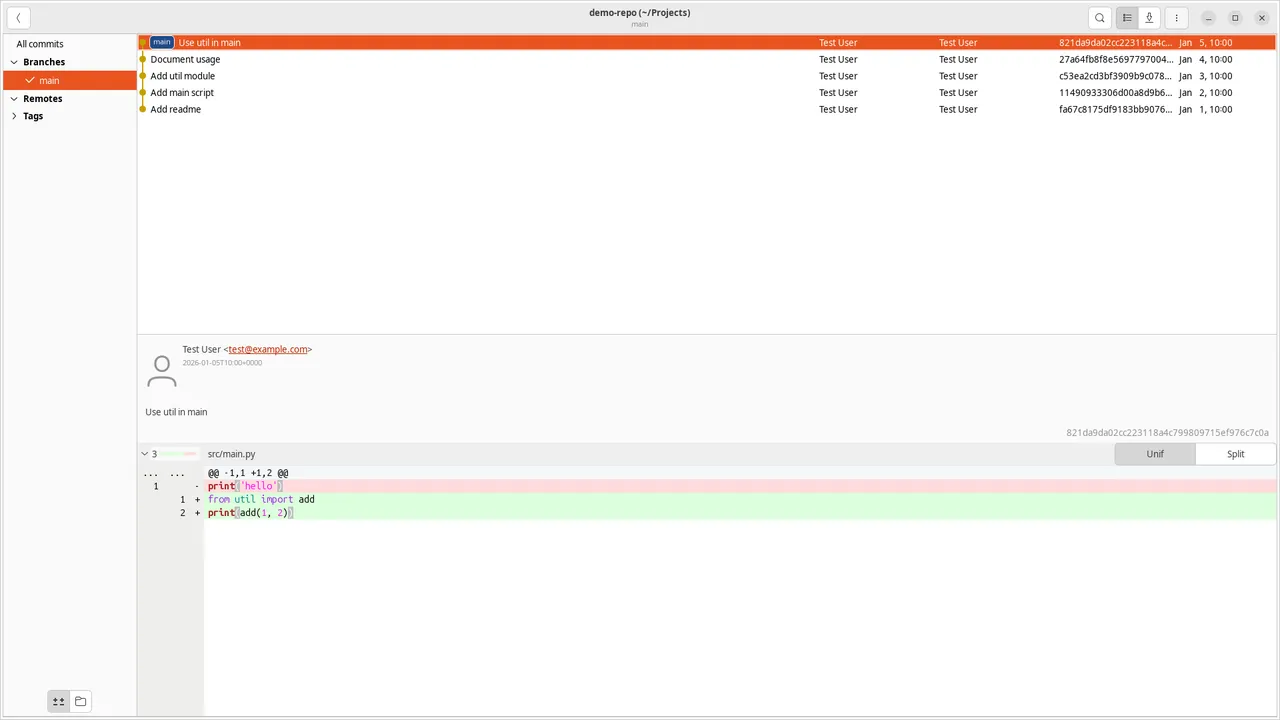 demo-repo (~/Projects)
main
All commits
Branches
main
Remotes
Tags
main Use util in main Test User Test User 821da9da02cc223118a4c... Jan 5, 10:00
Document usage Test User Test User 27a64fb8f8e5697797004... Jan 4, 10:00
Add util module Test User Test User c53ea2cd3bf3909b9c078... Jan 3, 10:00
Add main script Test User Test User 11490933306d00a8d9b6... Jan 2, 10:00
Add readme Test User Test User fa67c8175df9183bb9076... Jan 1, 10:00
Test User <test@example.com>
2026-01-05T10:00+0000
Use util in main
821da9da02cc223118a4c799809715ef976c7c0a
3 src/main.py Unif Split
... ... @@ -1,1 +1,2 @@
1 - print('hello')
1 + from util import add
2 + print(add(1, 2))